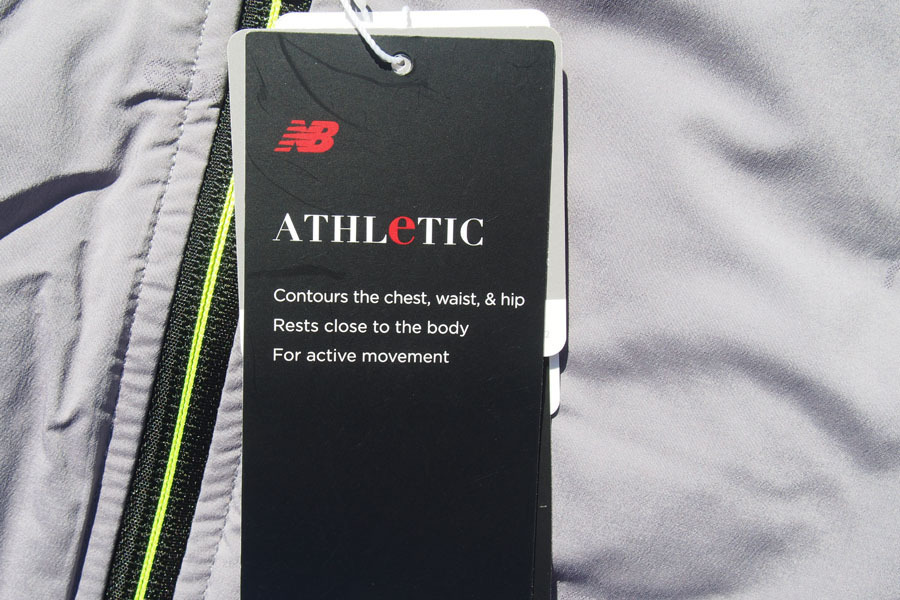 NB
ATHLeTIC
Contours the chest, waist, & hip
Rests close to the body
For active movement